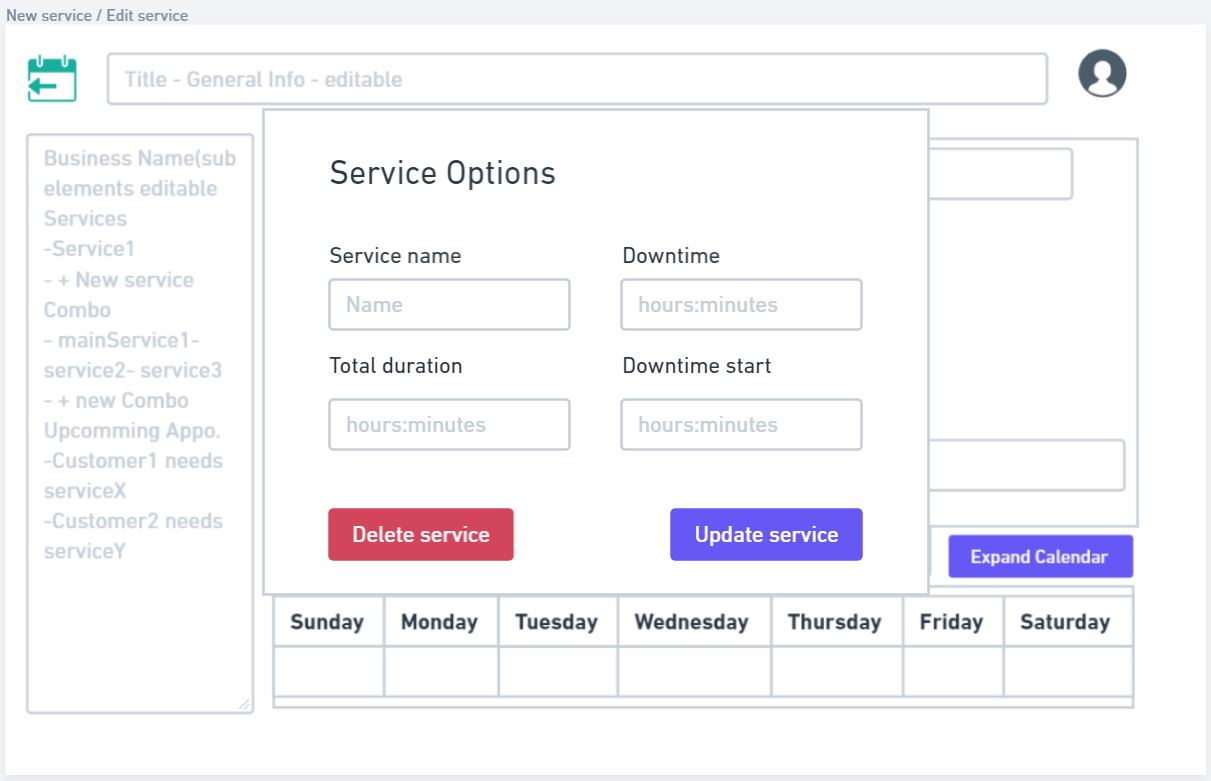 New service / Edit service
Title - General Info - editable
Business Name(sub
elements editable
Services
-Service1
- + New service
Combo
- mainService1-
service2- service3
- + new Combo
Upcomming Appo.
-Customer1 needs
serviceX
-Customer2 needs
serviceY
Service Options
Service name
Downtime
Name
hours:minutes
Total duration
Downtime start
hours:minutes
hours:minutes
Delete service
Update service
Expand Calendar
Sunday Monday Tuesday Wednesday Thursday Friday Saturday